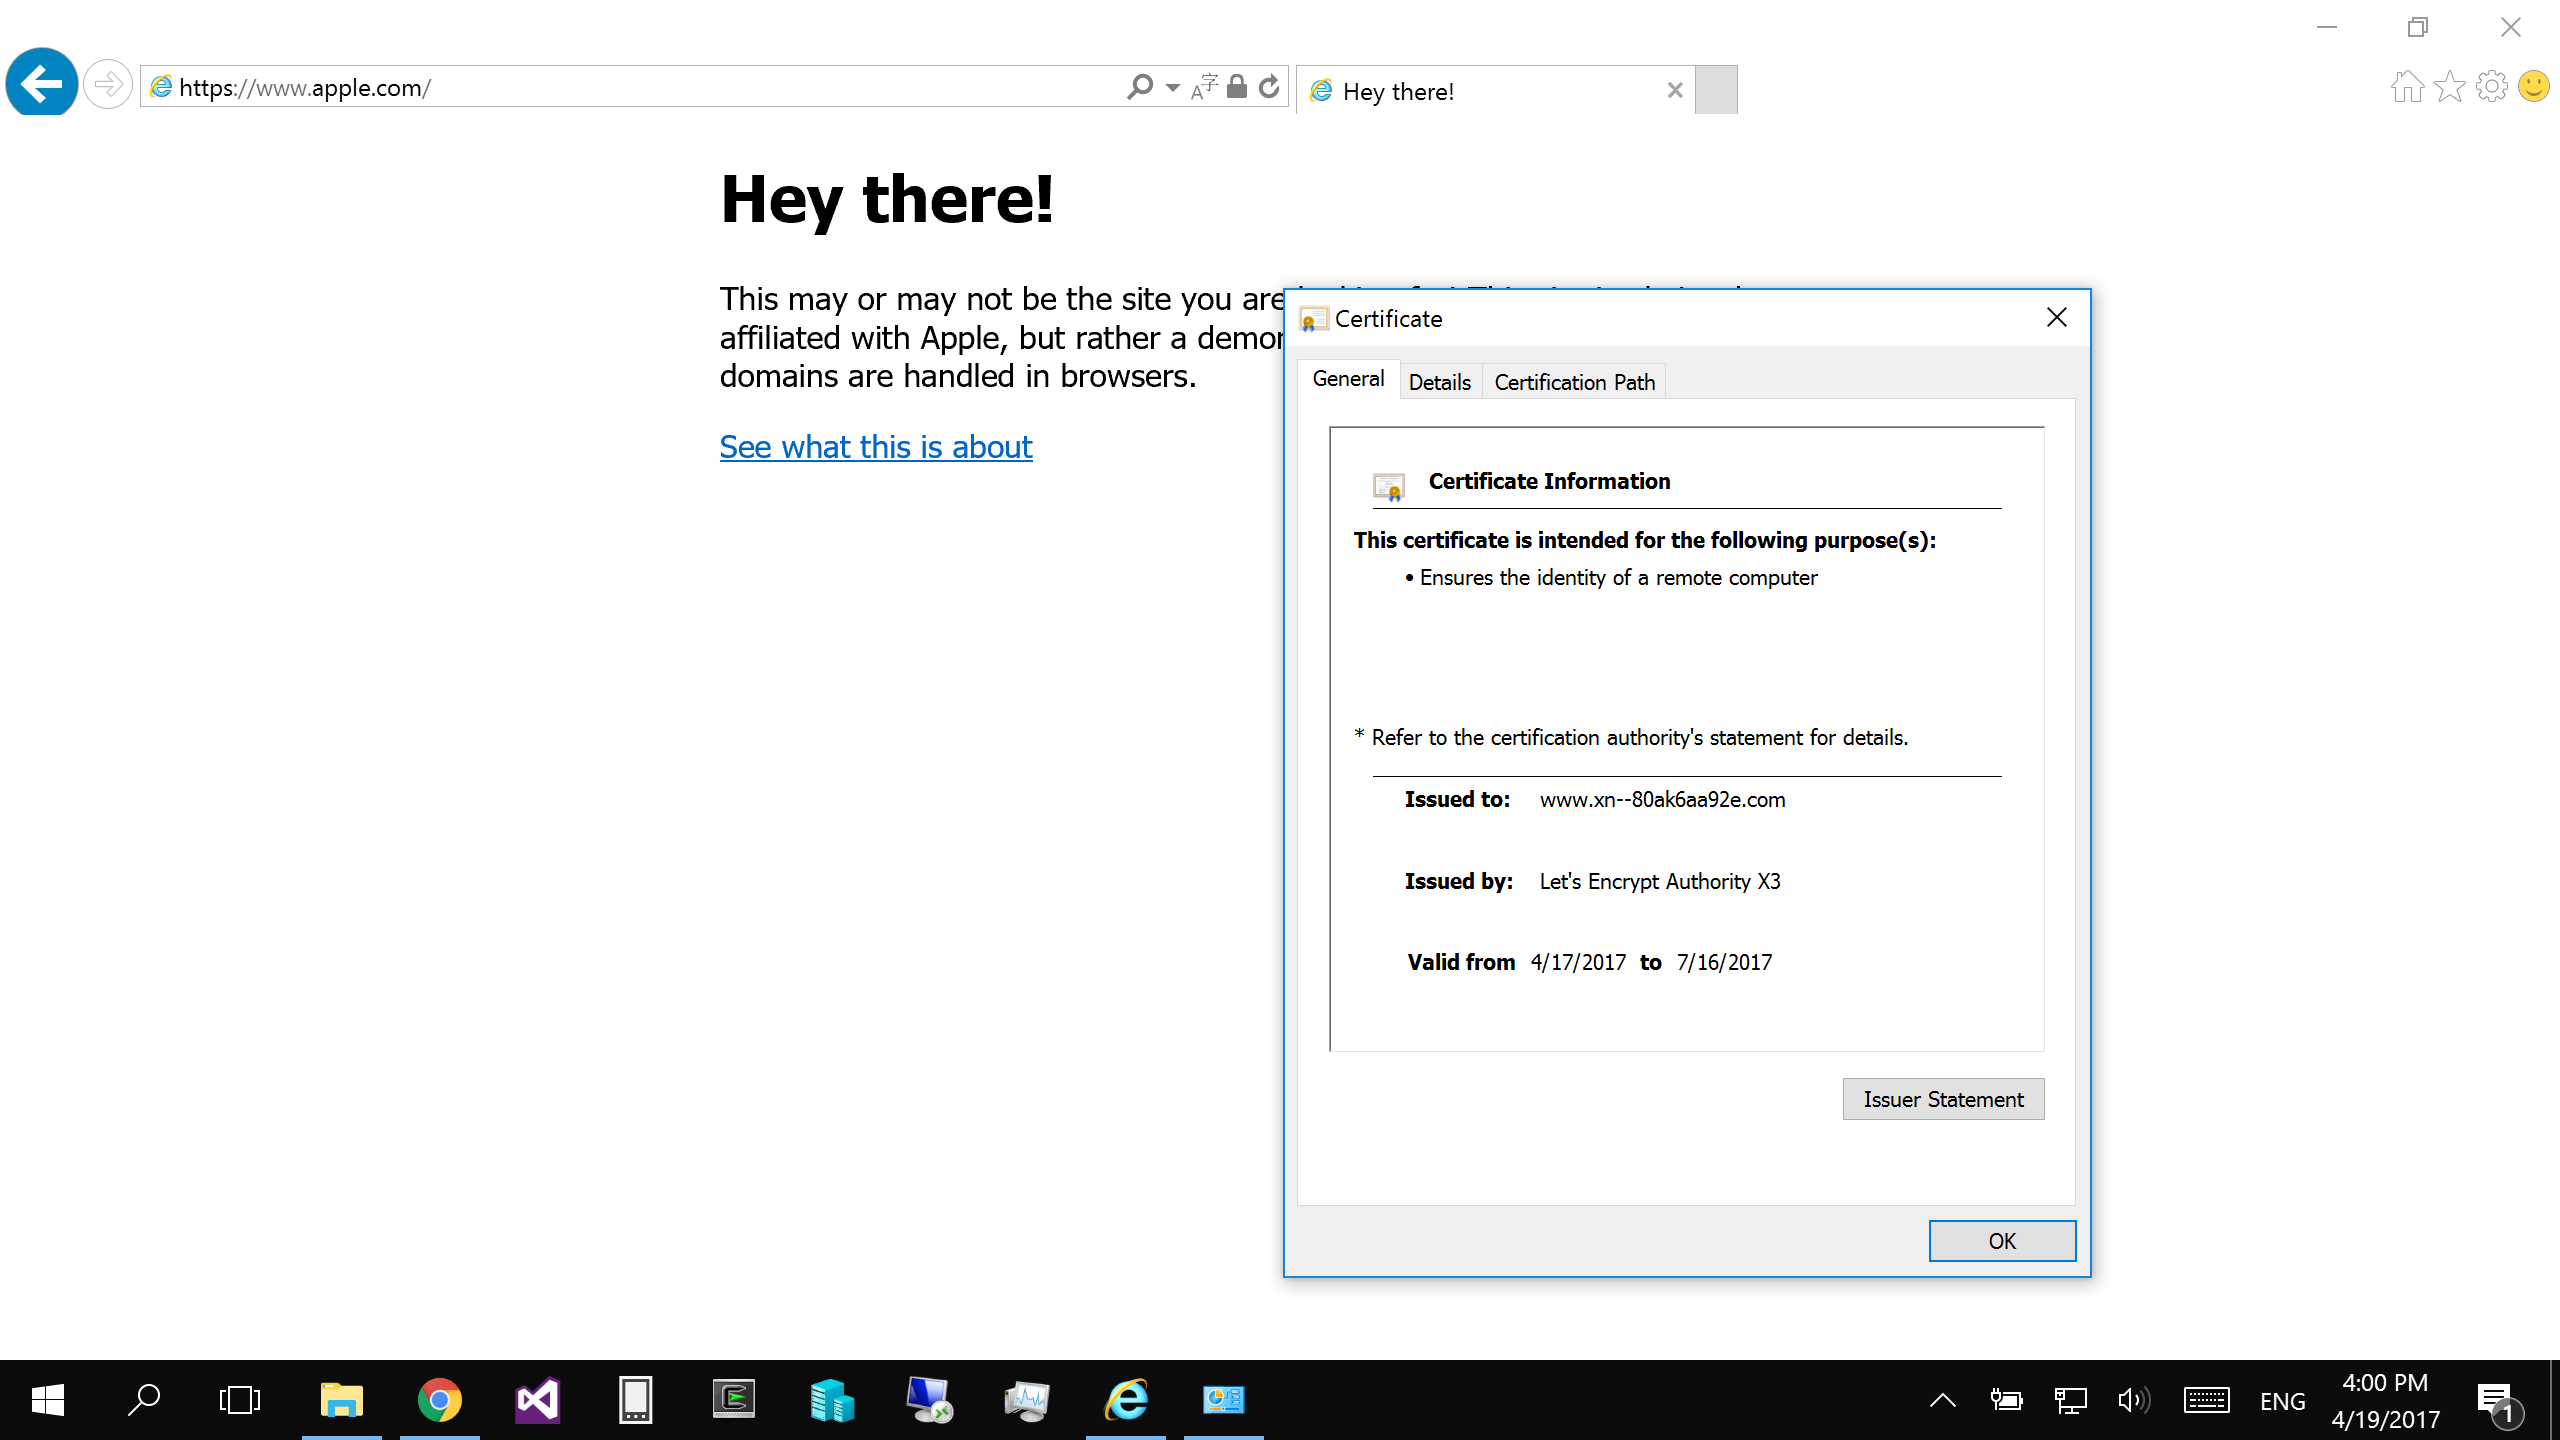 https://www.apple.com/
Hey there!
Hey there!
This may or may not be the site you are
affiliated with Apple, but rather a demon
domains are handled in browsers.
See what this is about
Certificate
General Details Certification Path
Certificate Information
This certificate is intended for the following purpose(s):
• Ensures the identity of a remote computer
* Refer to the certification authority's statement for details.
Issued to: www.xn--80ak6aa92e.com
Issued by: Let's Encrypt Authority X3
Valid from 4/17/2017 to 7/16/2017
Issuer Statement
OK
ENG
4:00 PM
4/19/2017
1